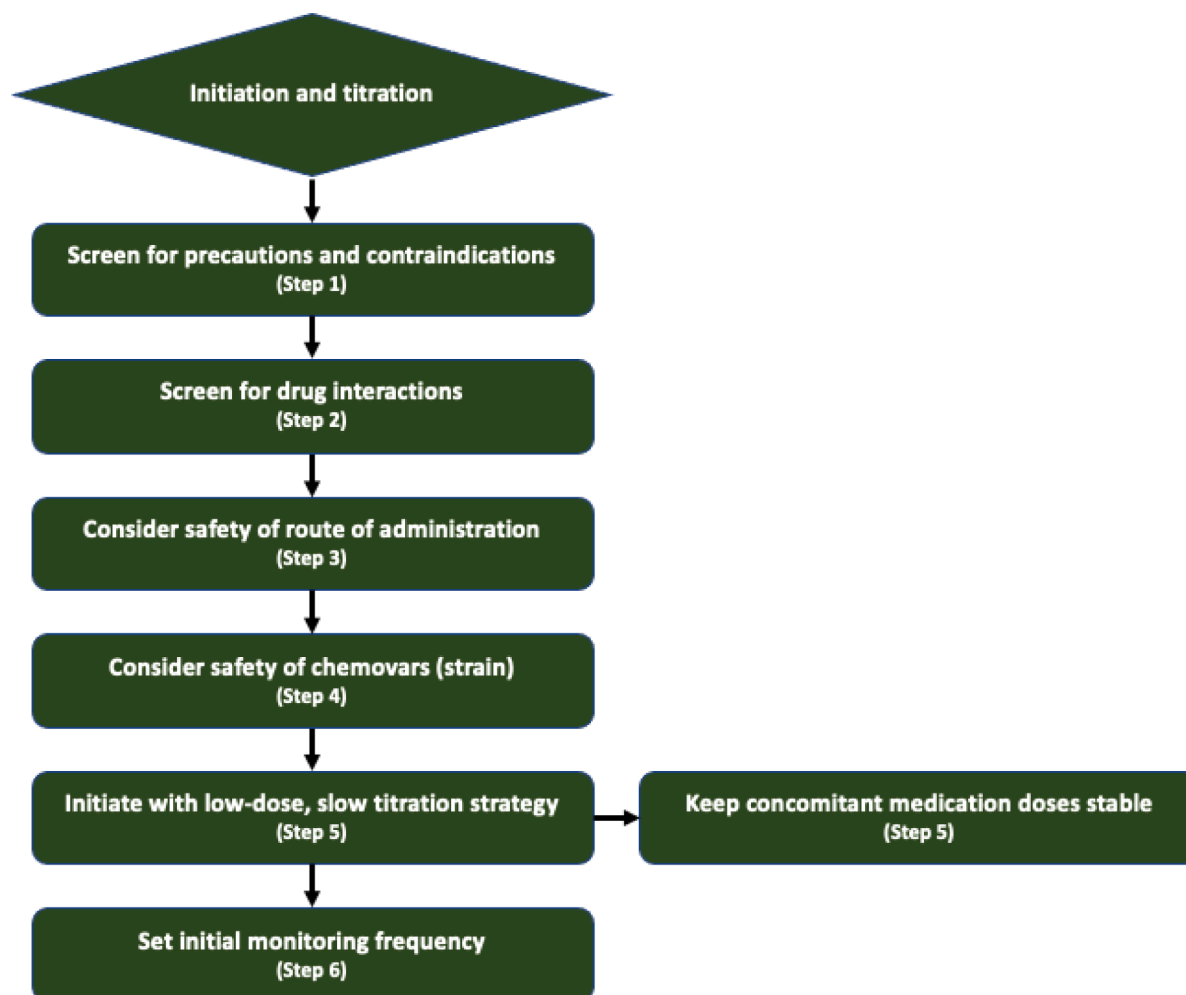 Initiation and titration
Screen for precautions and contraindications
(Step 1)
Screen for drug interactions
(Step 2)
Consider safety of route of administration
(Step 3)
Consider safety of chemovars (strain)
(Step 4)
Initiate with low-dose, slow titration strategy
(Step 5)
Keep concomitant medication doses stable
(Step 5)
Set initial monitoring frequency
(Step 6)